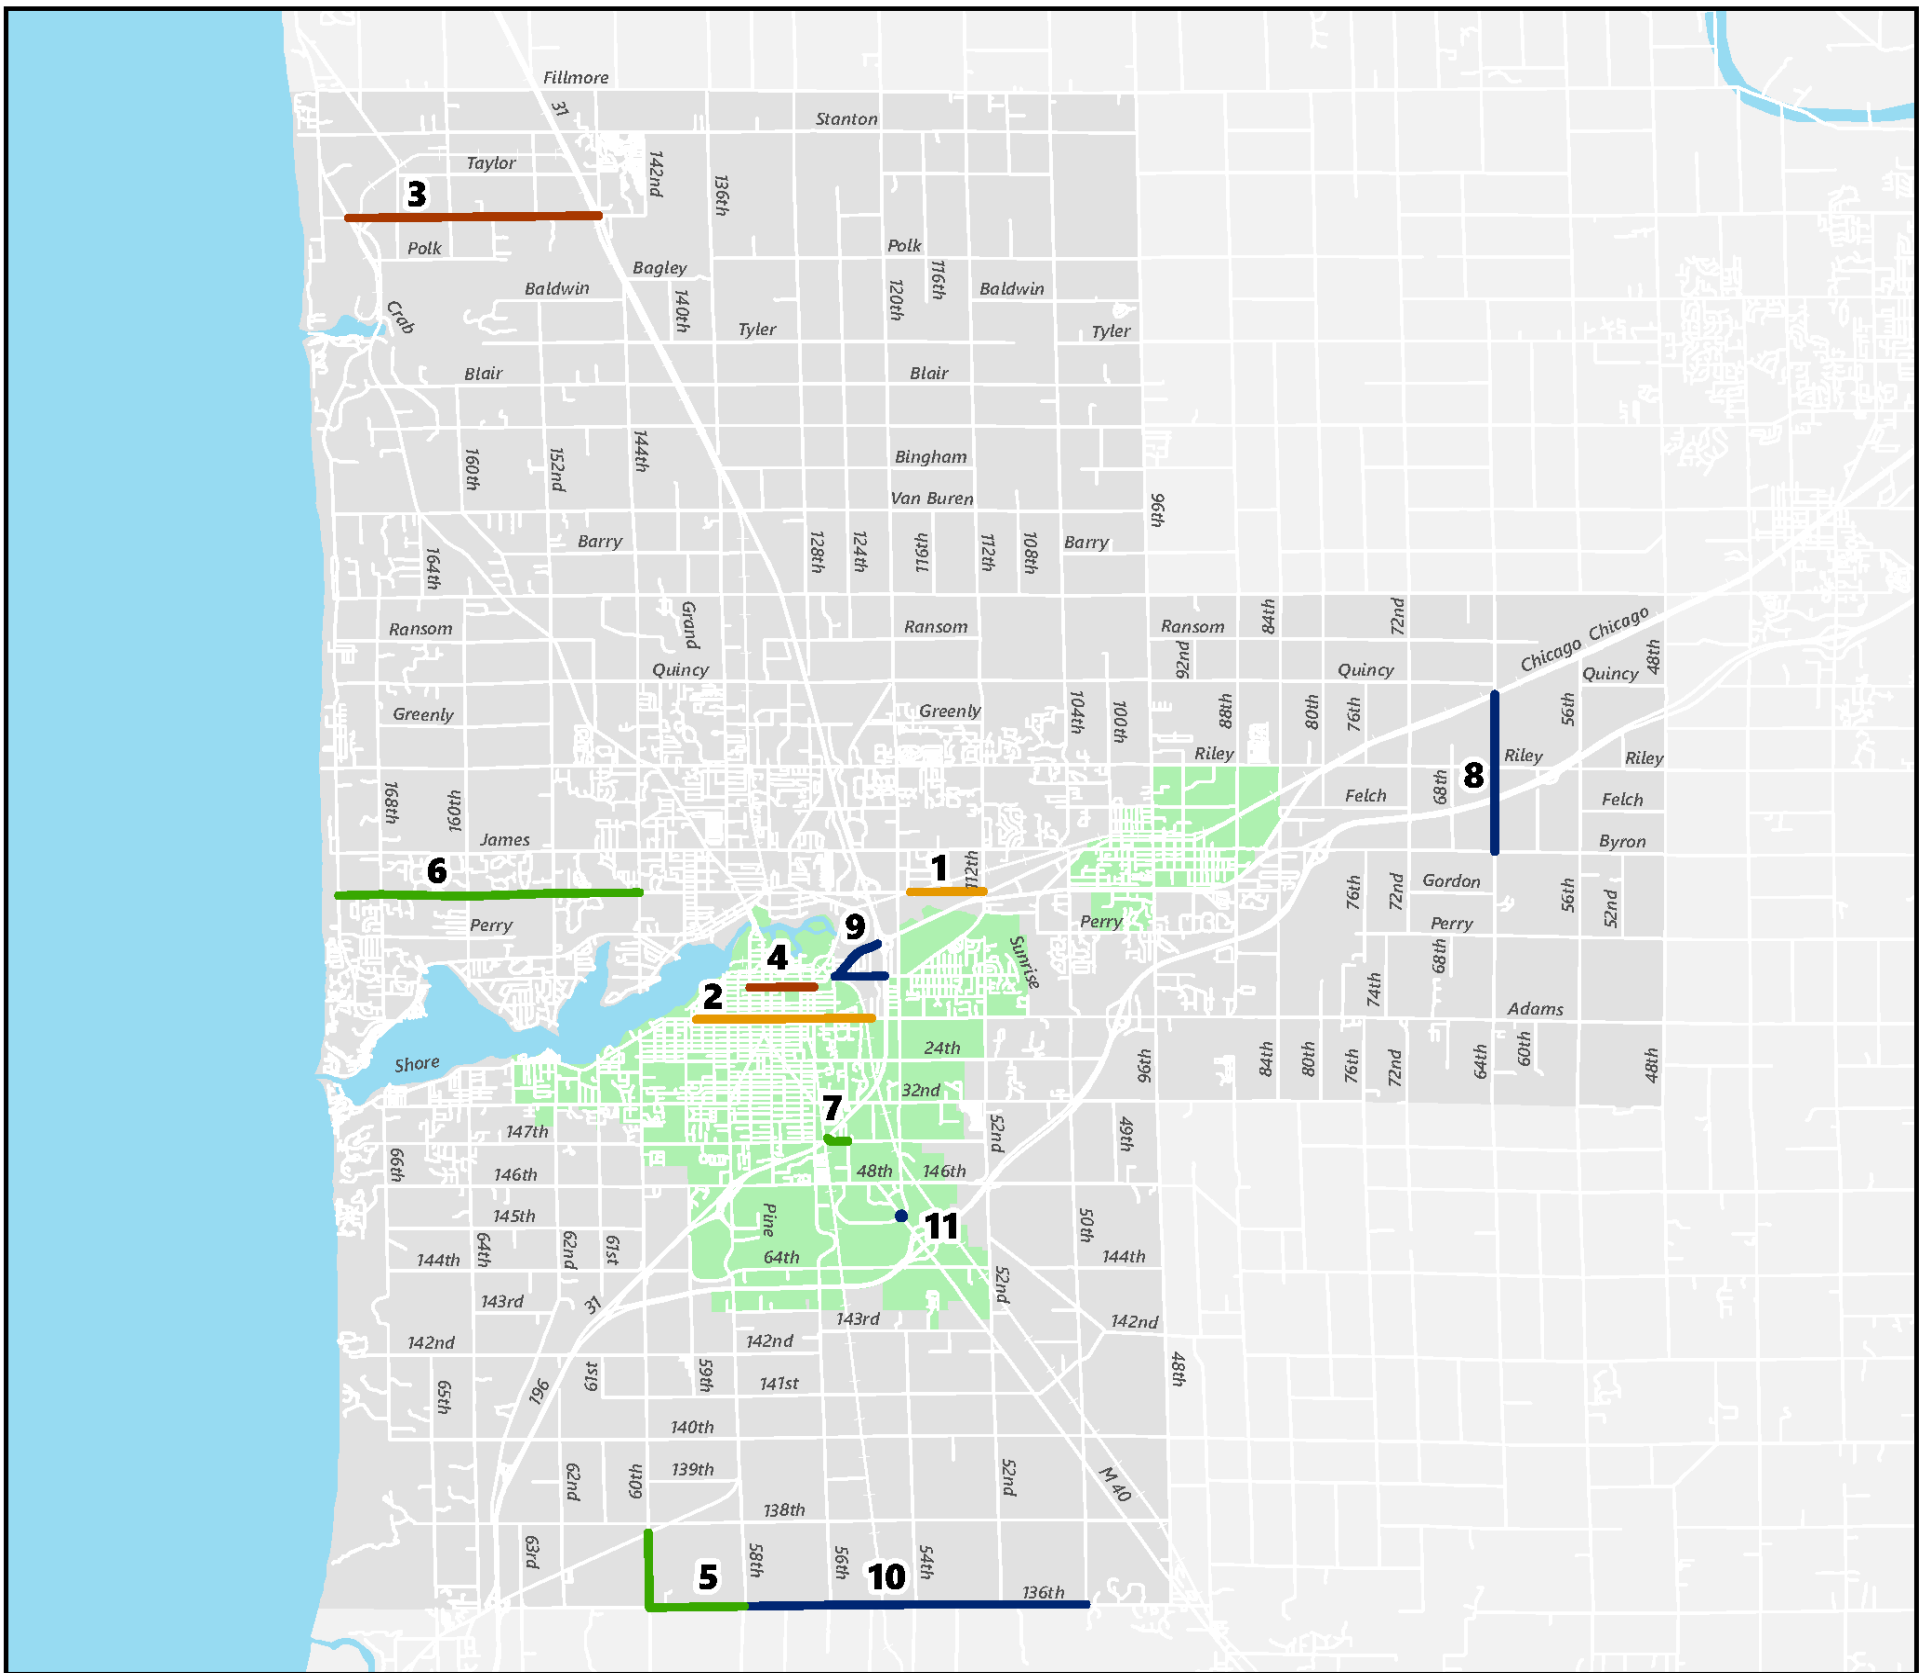 Fillmore
31
Stanton
Taylor
142nd
136th
3
Polk
Polk
Bagley
116th
Baldwin
140th
120th
Baldwin
Crab
Tyler
Tyler
Blair
Blair
160th
152nd
144th
Bingham
Van Buren
96th
164th
Barry
128th
124th
116th
112th
108th
Barry
Ransom
Grand
Ransom
Ransom
84th
72nd
Chicago
Chicago
Quincy
92nd
Quincy
Quincy
48th
Greenly
Greenly
104th
100th
88th
80th
76th
56th
Riley
Riley
Riley
168th
160th
68th
8
Felch
Felch
James
Byron
6
1
112th
Gordon
76th
72nd
56th
52nd
Perry
9
Perry
Perry
4
Sunrise
68th
2
74th
Adams
Shore
24th
96th
84th
80th
76th
72nd
64th
60th
48th
32nd
7
147th
52nd
49th
66th
146th
48th
146th
145th
Pine
11
50th
144th
64th
62nd
61st
64th
144th
143rd
31
52nd
143rd
142nd
142nd
142nd
65th
196
61st
59th
141st
48th
140th
62nd
60th
139th
52nd
M 40
138th
63rd
5
58th
56th
10
54th
136th